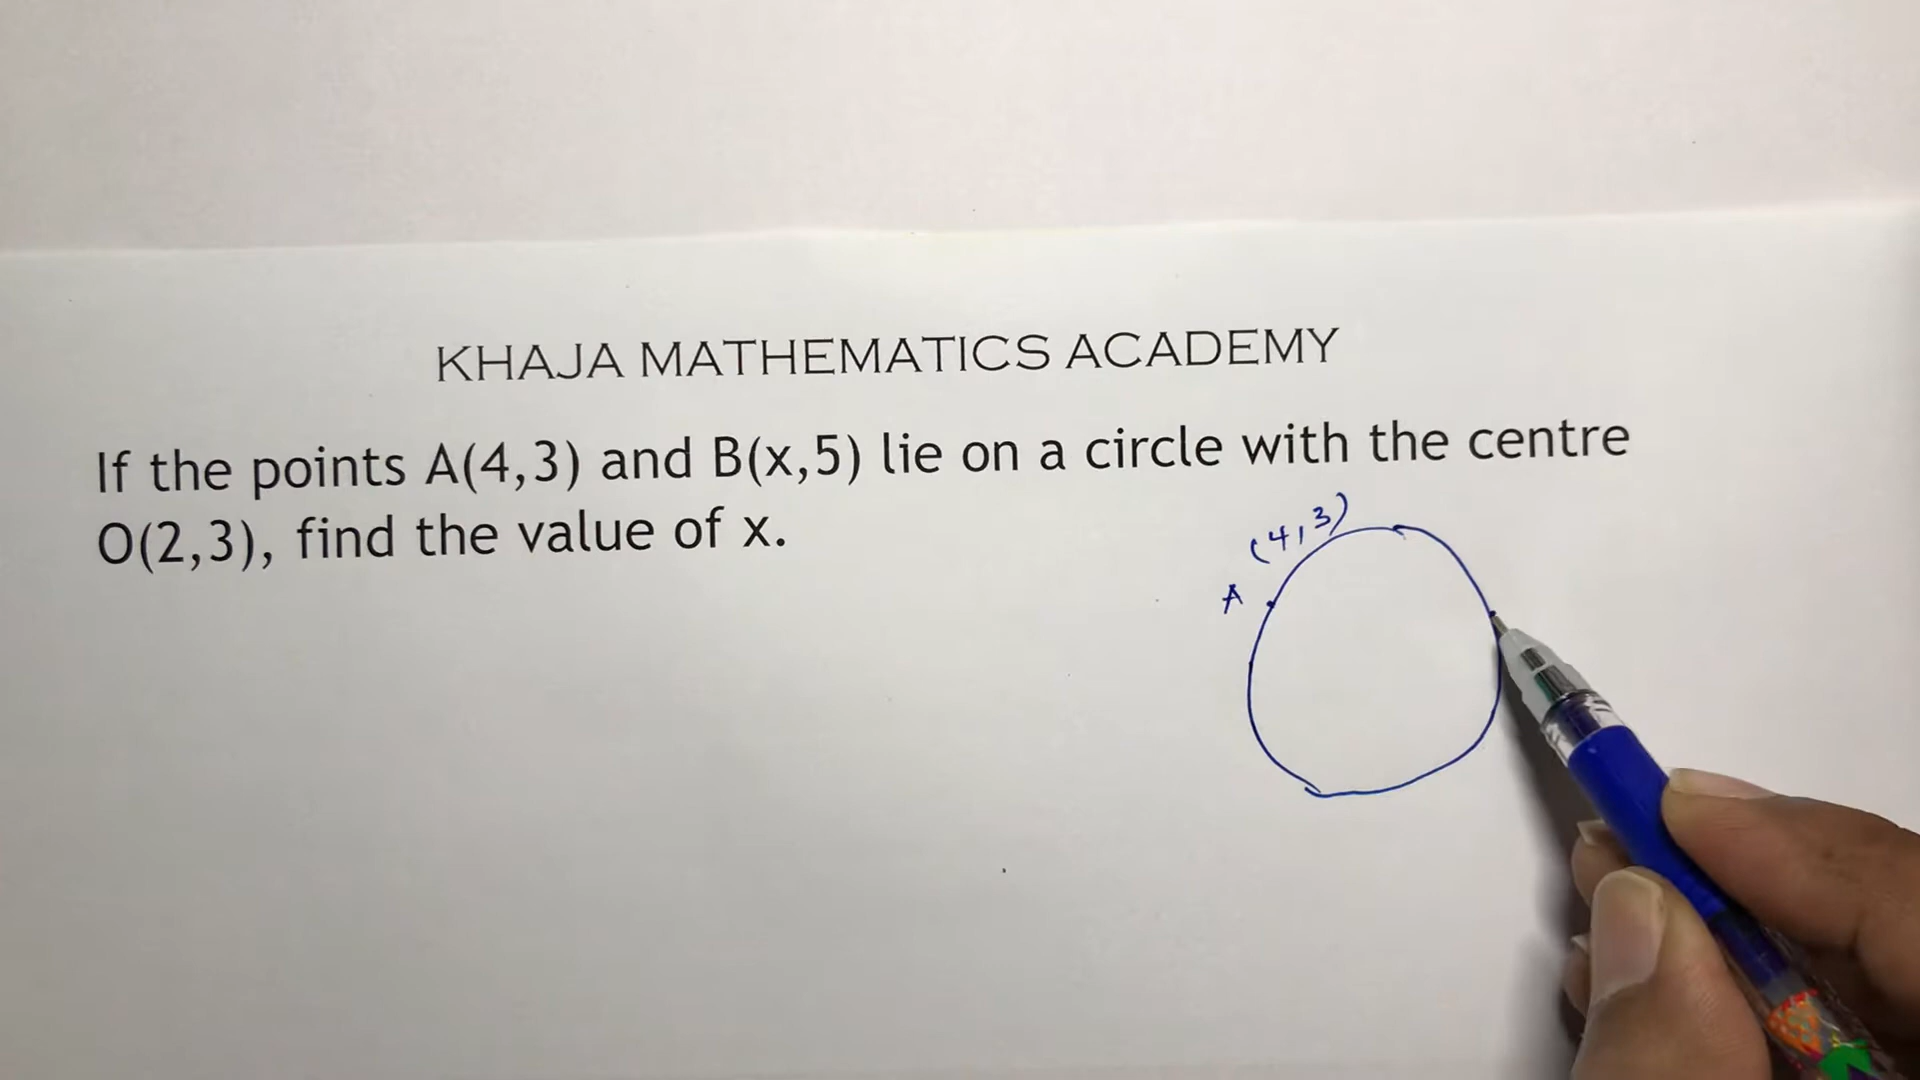 KHAJA MATHEMATICS ACADEMY
If the points A(4,3) and B(x,5) lie on a circle with the centre
O(2,3), find the value of x.
(4,3)
A